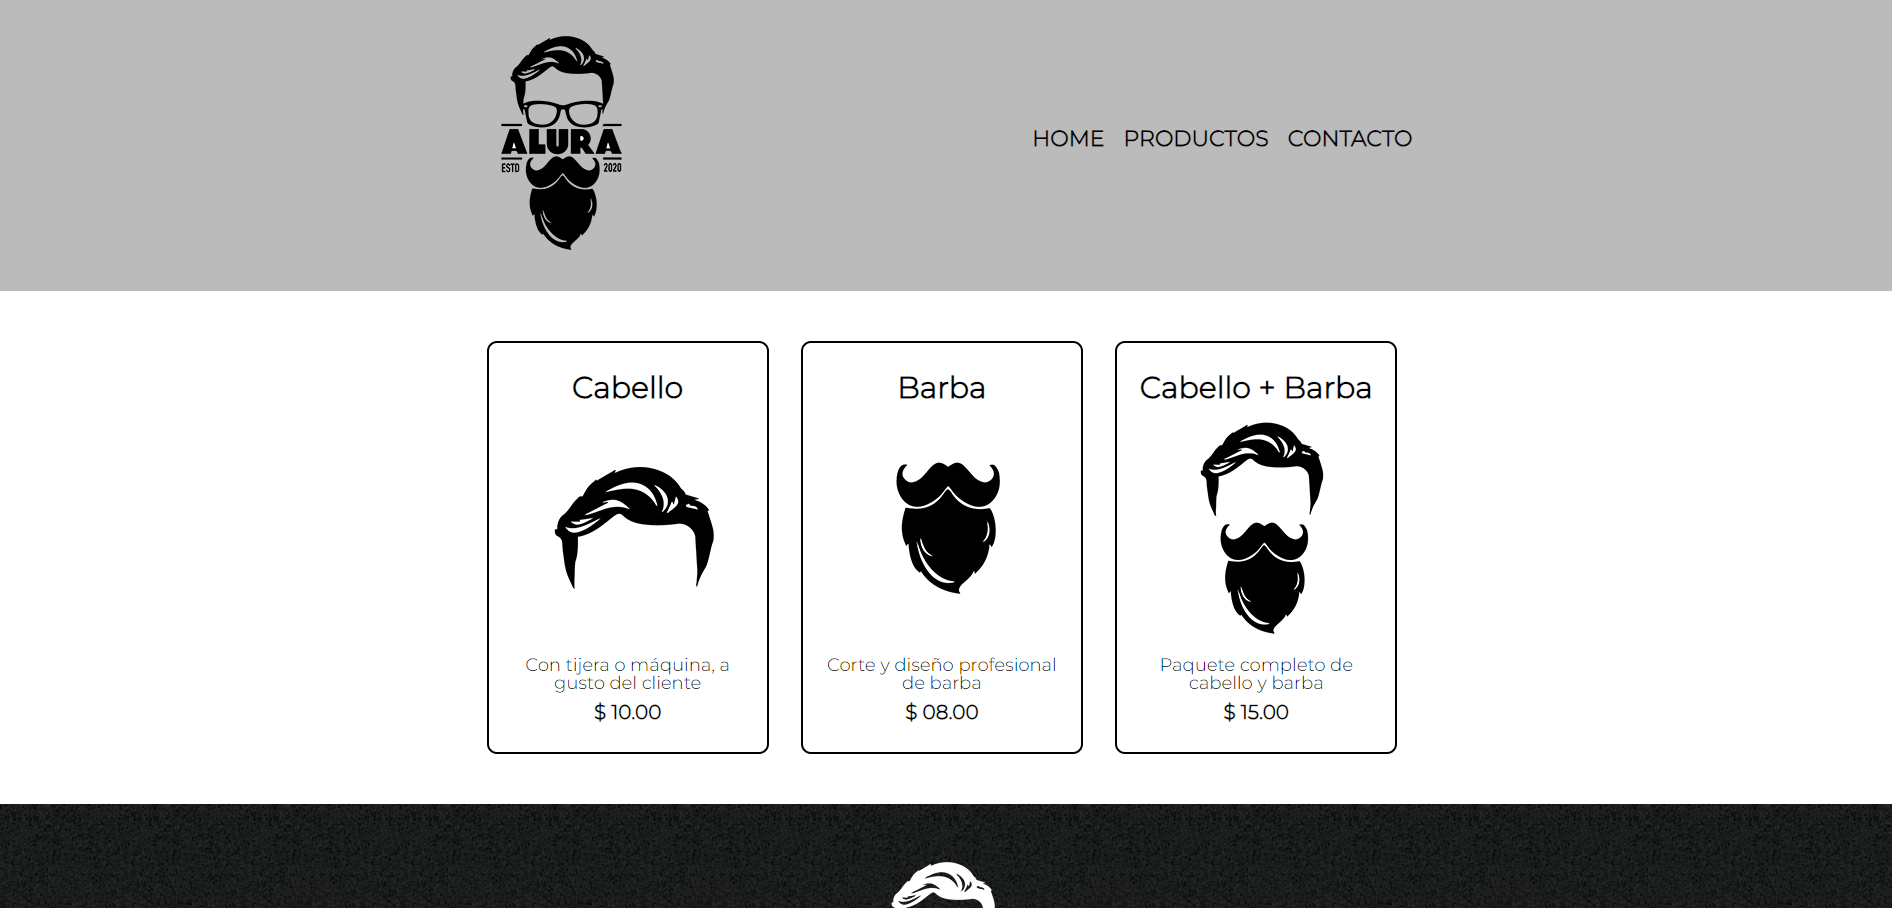 ALURA
ESTD 2020
HOME PRODUCTOS CONTACTO
Cabello
Con tijera o máquina, a
gusto del cliente
$ 10.00
Barba
Corte y diseño profesional
de barba
$ 08.00
Cabello + Barba
Paquete completo de
cabello y barba
$ 15.00